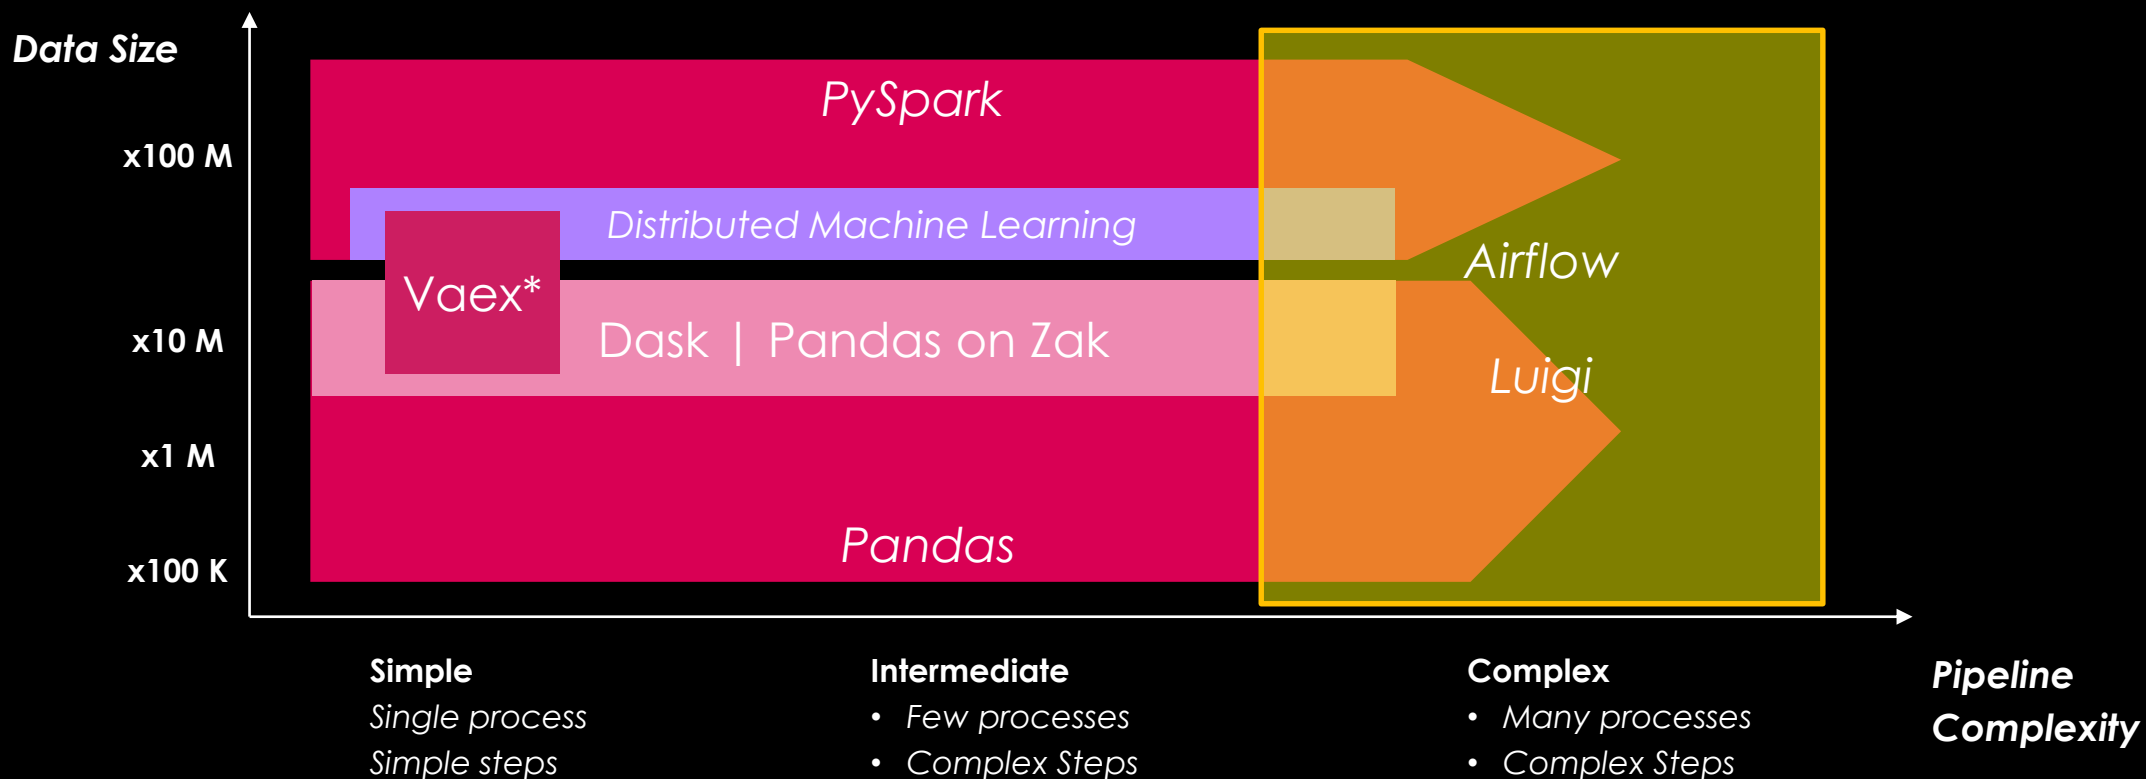 Data Size
PySpark
x100 M
Distributed Machine Learning
Airflow
Vaex*
x10 M
Dask | Pandas on Zak
Luigi
x1 M
Pandas
x100 K
Simple
Single process
Simple steps
Intermediate
• Few processes
• Complex Steps
Complex
• Many processes
• Complex Steps
Pipeline
Complexity